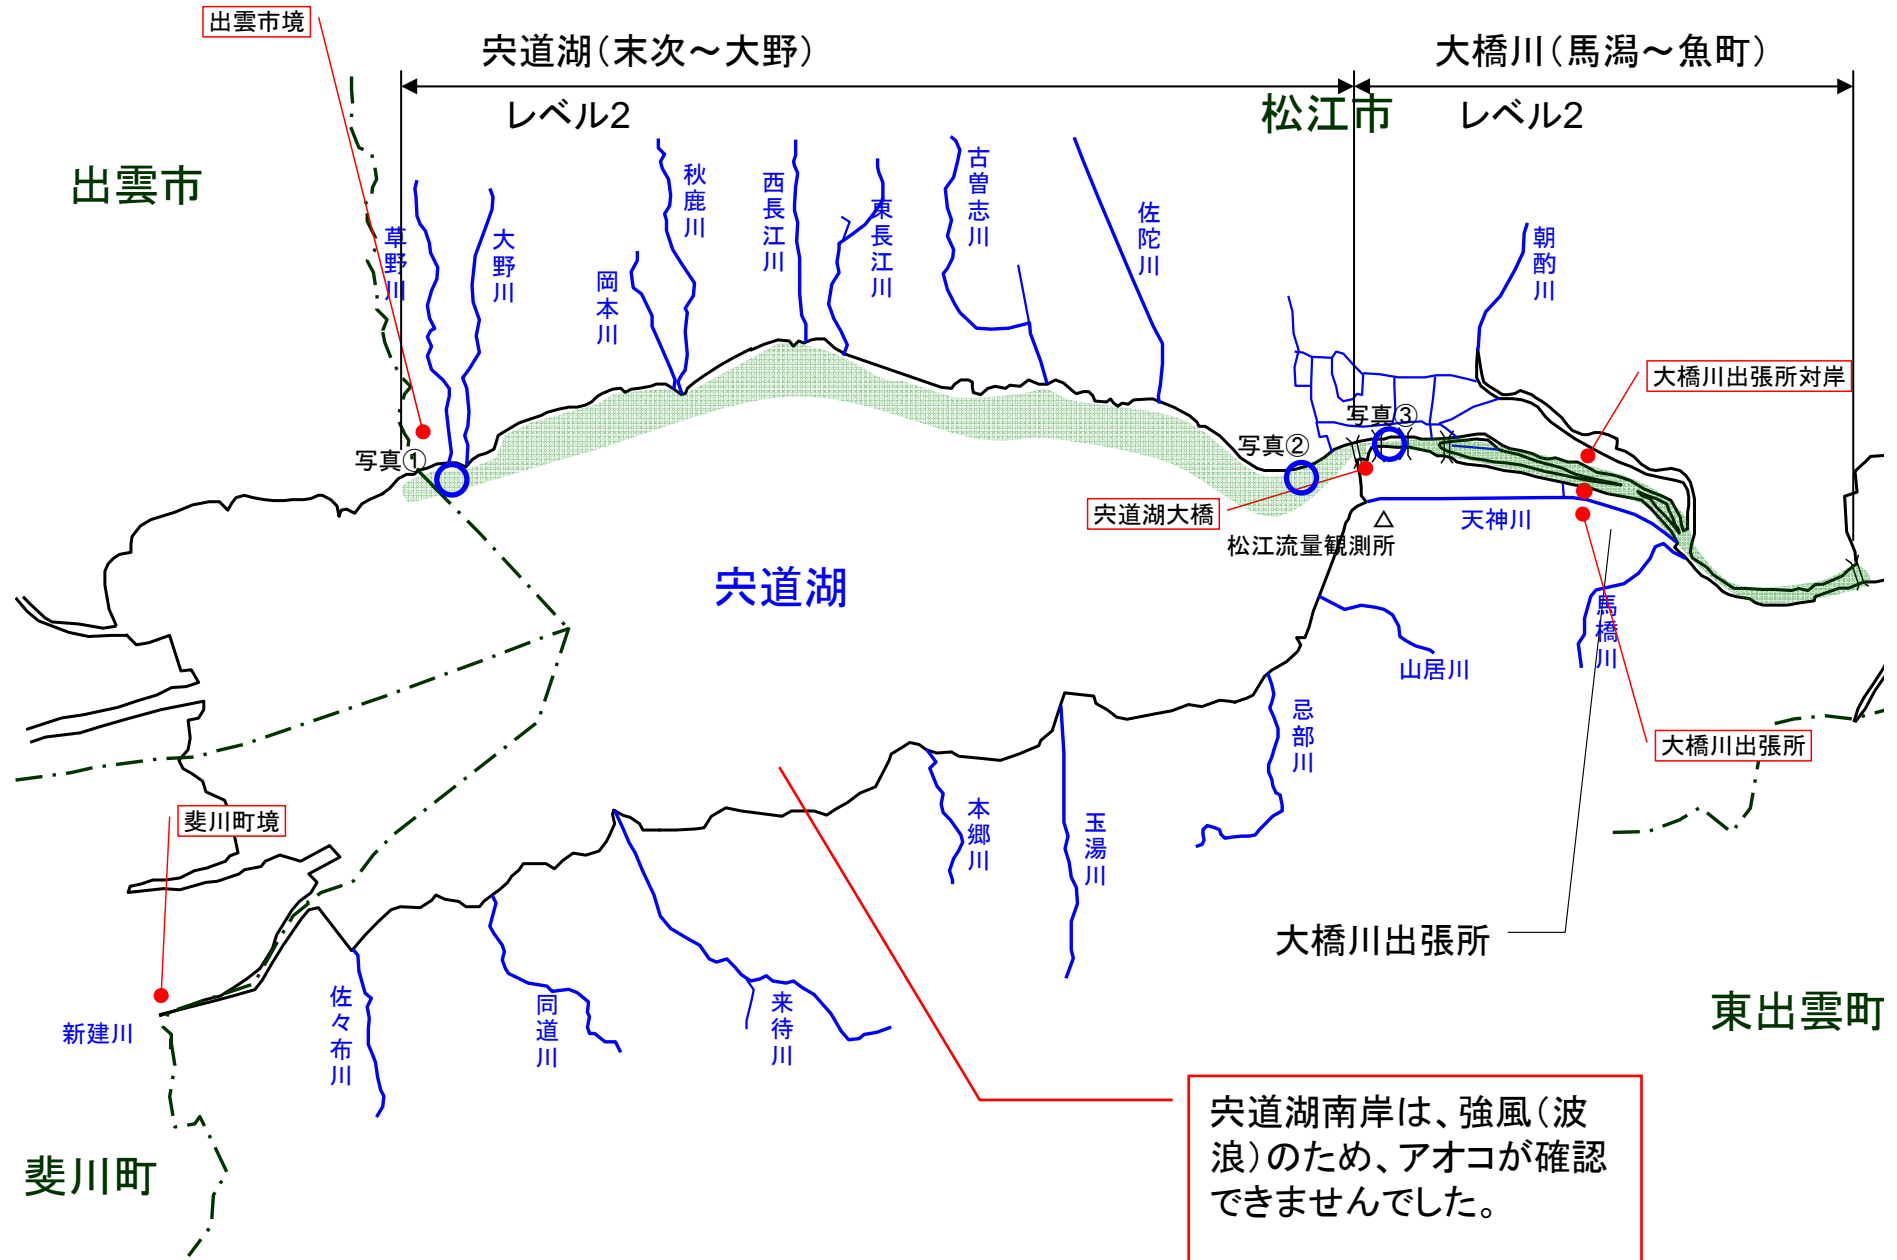 出雲市境
宍道湖（末次～大野）
大橋川（馬潟～魚町）
レベル2
松江市
レベル2
出雲市
草野川
大野川
岡本川
秋鹿川
西長江川
東長江川
古曽志川
佐陀川
朝酌川
大橋川出張所対岸
写真①
写真②
写真③
宍道湖大橋
松江流量観測所
天神川
宍道湖
馬橋川
山居川
忌部川
大橋川出張所
斐川町境
本郷川
玉湯川
大橋川出張所
新建川
佐々布川
同道川
来待川
東出雲町
斐川町
宍道湖南岸は、強風（波
浪）のため、アオコが確認
できませんでした。